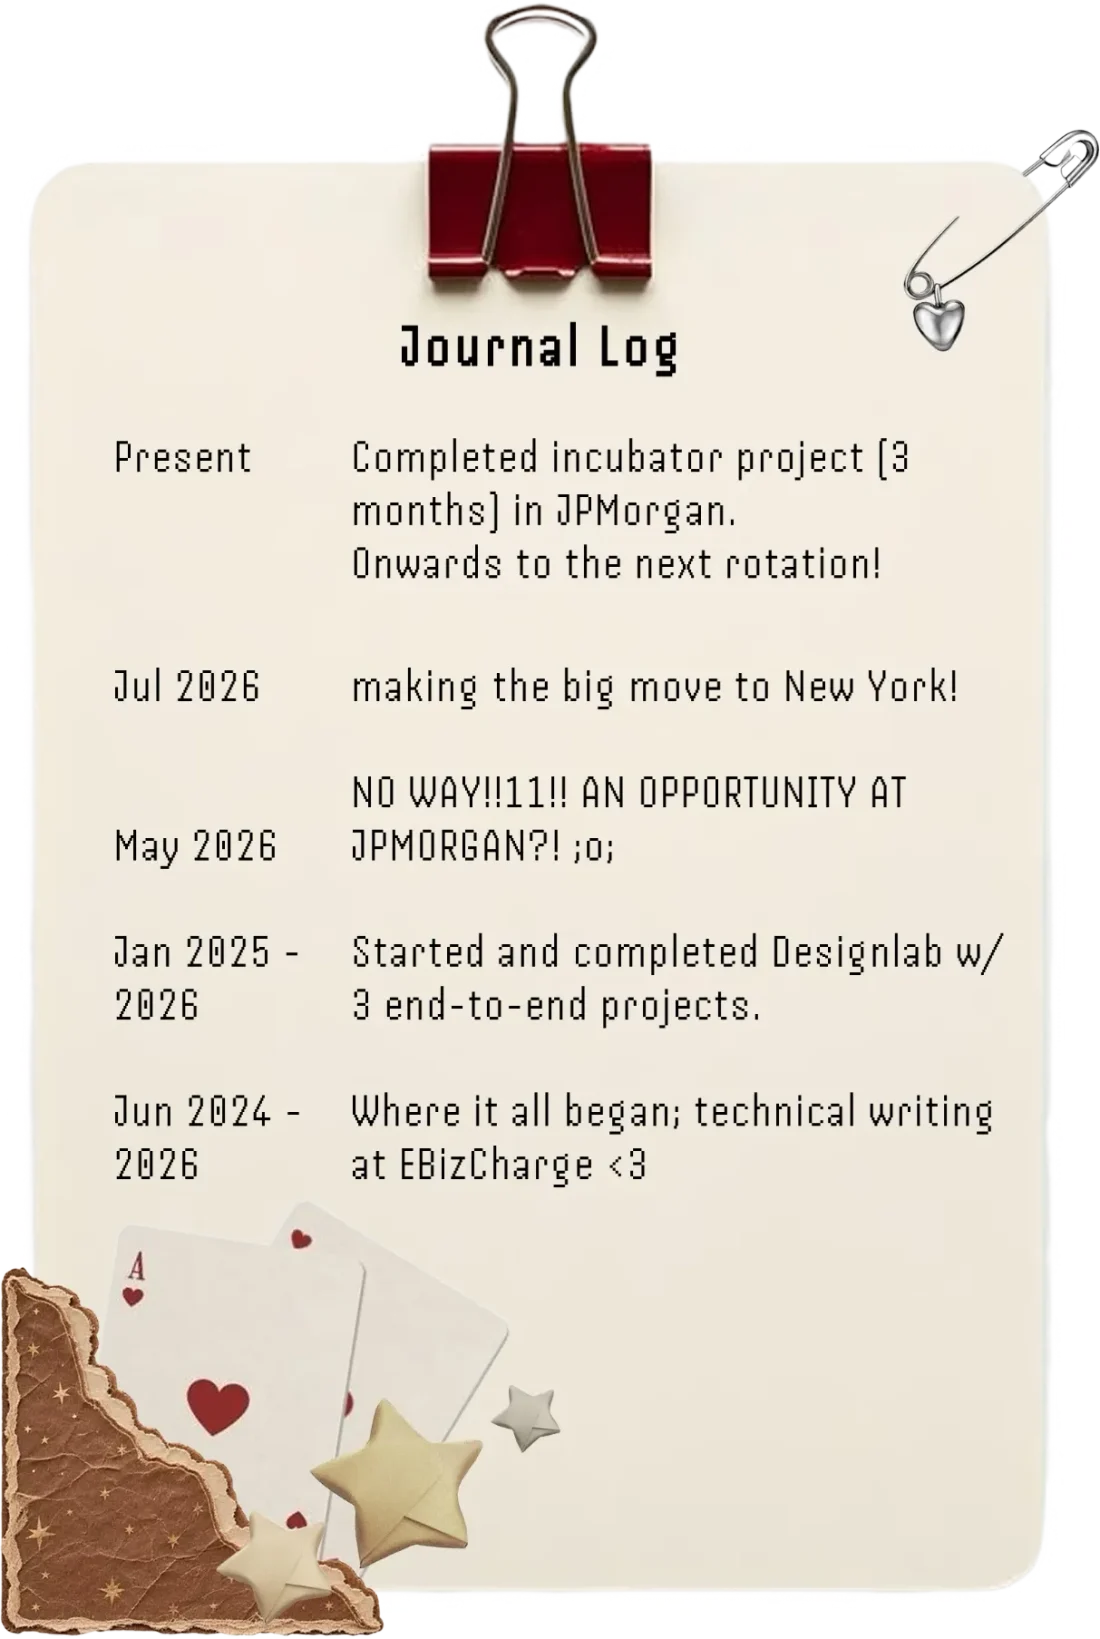 Journal Log
Present
Completed incubator project (3
months) in JPMorgan.
Onwards to the next rotation!
Jul 2026
making the big move to New York!
May 2026
NO WAY!!11!! AN OPPORTUNITY AT
JPMORGAN?! ;o;
Jan 2025 -
2026
Started and completed Designlab w/
3 end-to-end projects.
Jun 2024 -
2026
Where it all began; technical writing
at EBizCharge <3
A